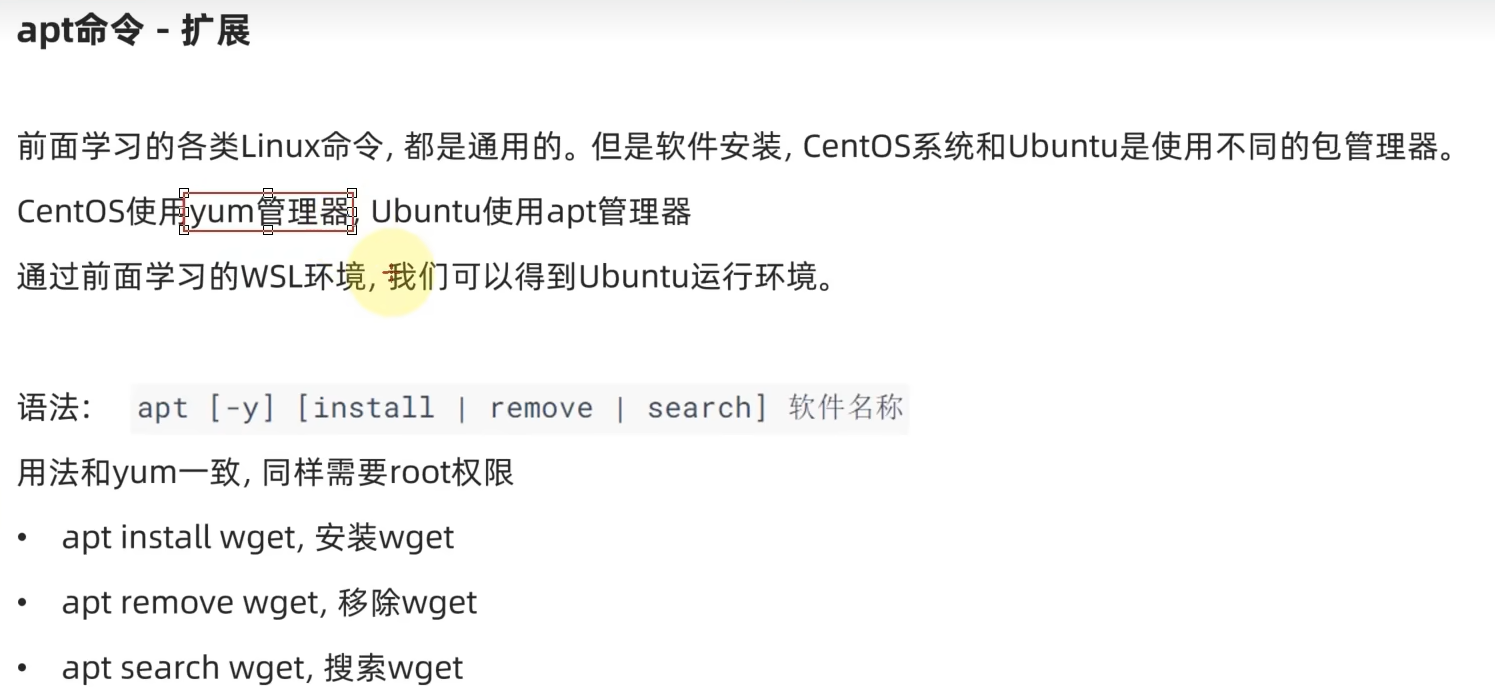 apt命令 - 扩展
前面学习的各类Linux命令, 都是通用的。但是软件安装, CentOS系统和Ubuntu是使用不同的包管理器。
CentOS使用yum管理器, Ubuntu使用apt管理器
通过前面学习的WSL环境, 我们可以得到Ubuntu运行环境。
语法： apt [-y] [install | remove | search] 软件名称
用法和yum一致, 同样需要root权限
• apt install wget, 安装wget
• apt remove wget, 移除wget
• apt search wget, 搜索wget